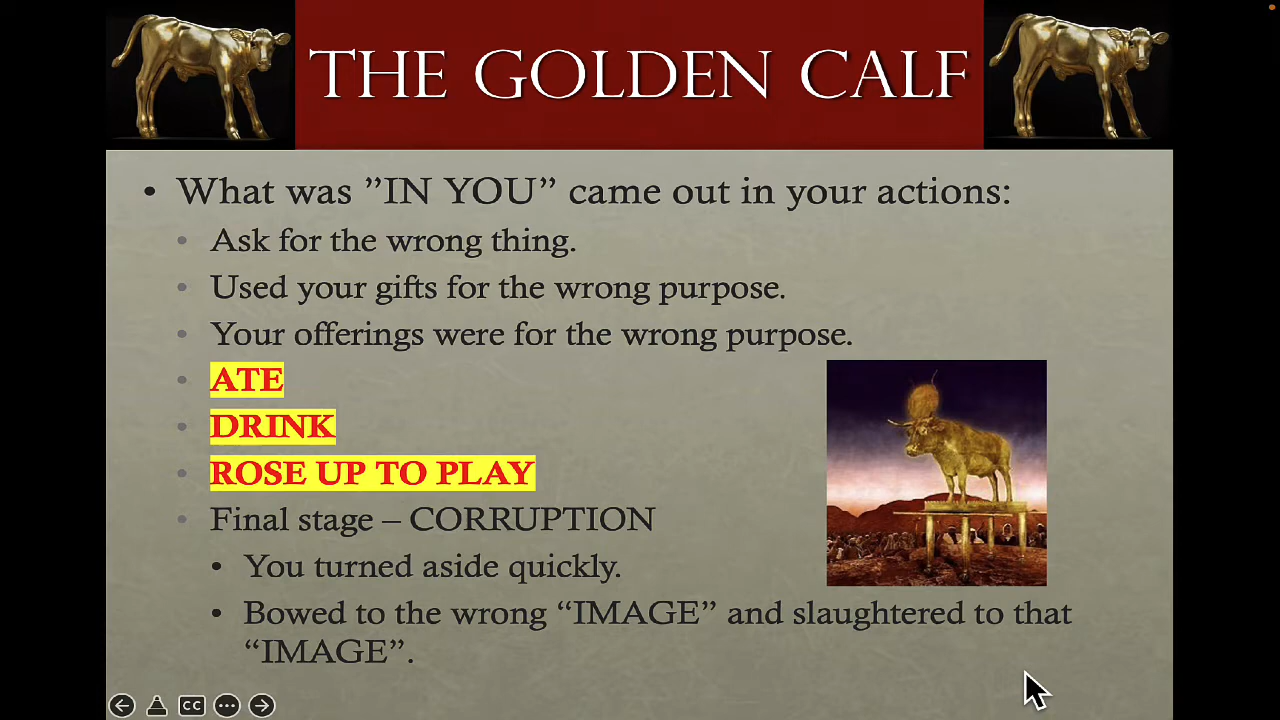 THE GOLDEN CALF
• What was ”IN YOU” came out in your actions:
• Ask for the wrong thing.
• Used your gifts for the wrong purpose.
• Your offerings were for the wrong purpose.
• ATE
• DRINK
• ROSE UP TO PLAY
• Final stage – CORRUPTION
• You turned aside quickly.
• Bowed to the wrong “IMAGE” and slaughtered to that
“IMAGE”.
CC